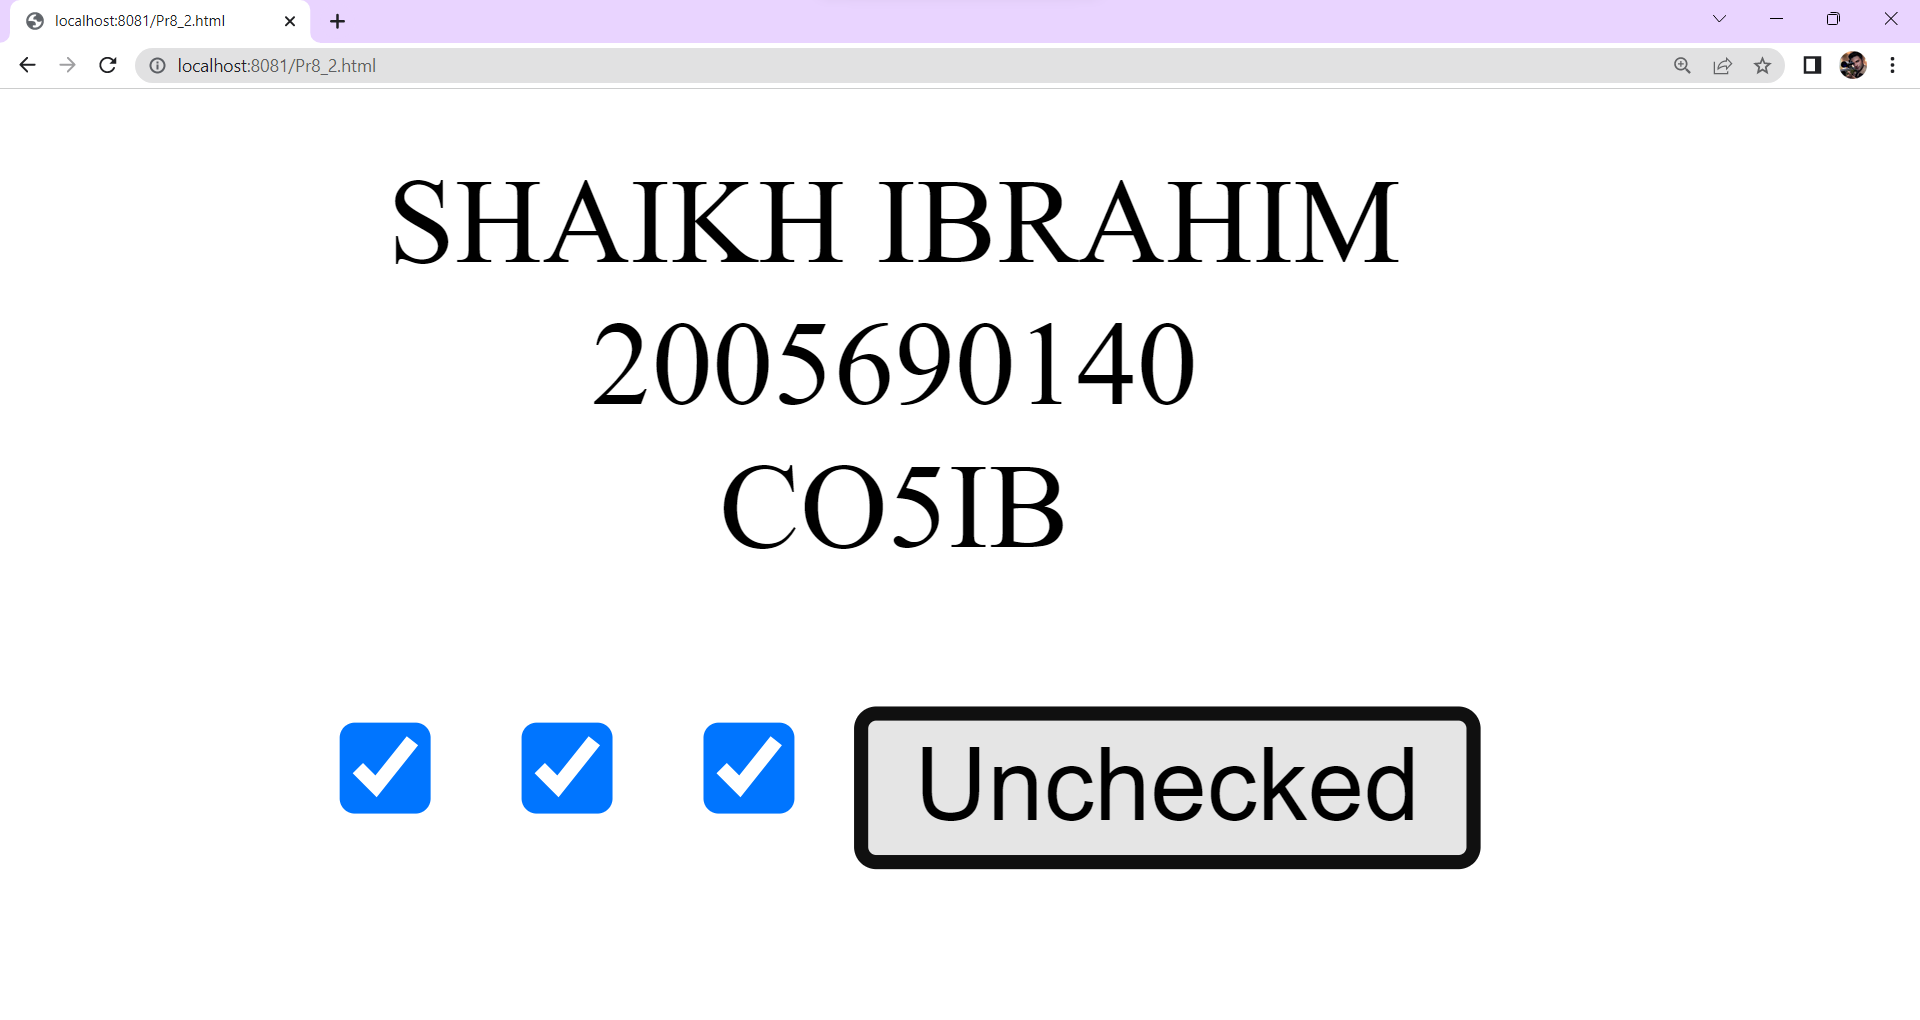 localhost:8081/Pr8_2.html
localhost:8081/Pr8_2.html
SHAIKH IBRAHIM
2005690140
CO5IB
Unchecked